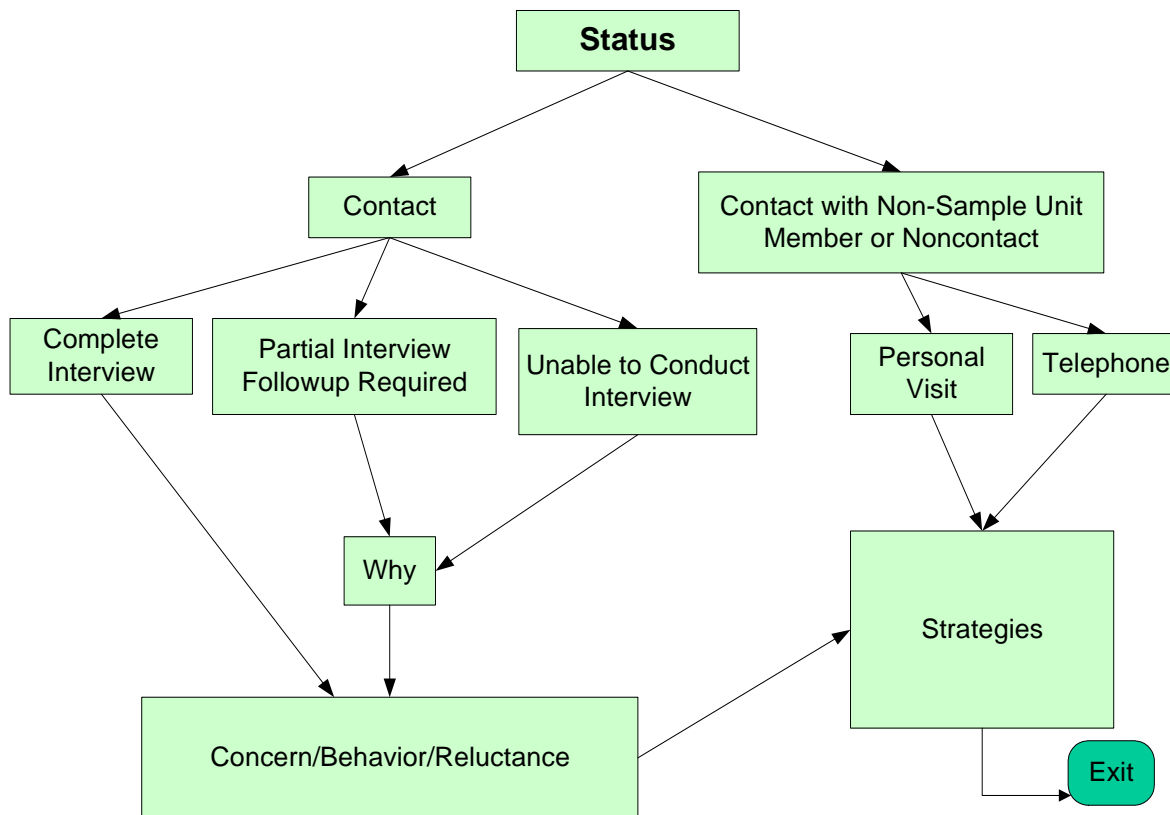 Status
Contact
Contact with Non-Sample Unit
Member or Noncontact
Complete
Interview
Partial Interview
Followup Required
Unable to Conduct
Interview
Personal
Visit
Telephone
Why
Strategies
Concern/Behavior/Reluctance
Exit